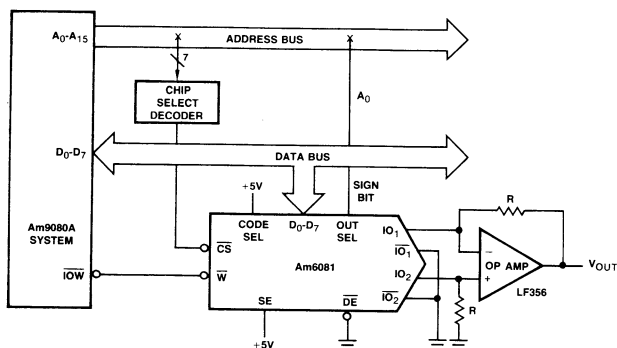 A0-A15
ADDRESS BUS
7
CHIP
SELECT
DECODER
A0
D0-D7
DATA BUS
+5V
SIGN
BIT
CODE
SEL
D0-D7
OUT
SEL
IO1
R
Am9080A
SYSTEM
CS
IO1
Am6081
IO2
OP AMP
VOUT
IOW
W
IO2
LF356
SE
DE
R
+5V
−
+